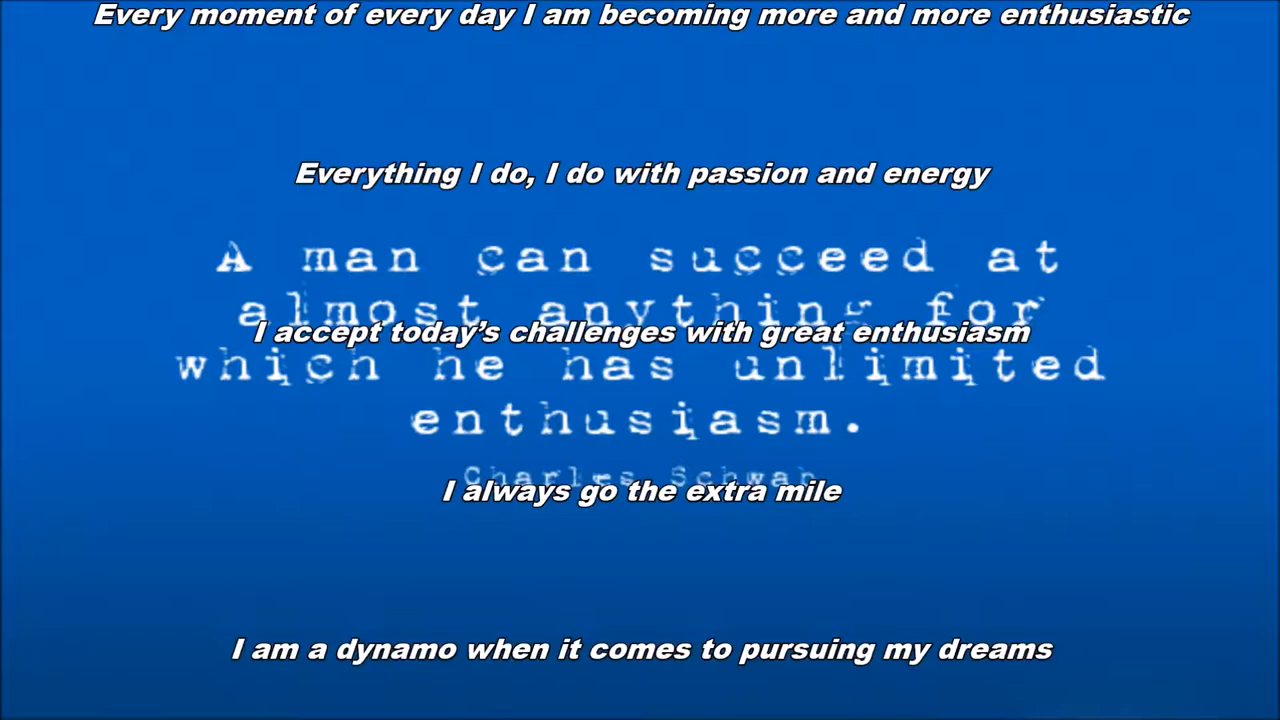 Every moment of every day I am becoming more and more enthusiastic
Everything I do, I do with passion and energy
A man can succeed at
almost anything for
I accept today’s challenges with great enthusiasm
which he has unlimited
enthusiasm.
Charles Schwab
I always go the extra mile
I am a dynamo when it comes to pursuing my dreams